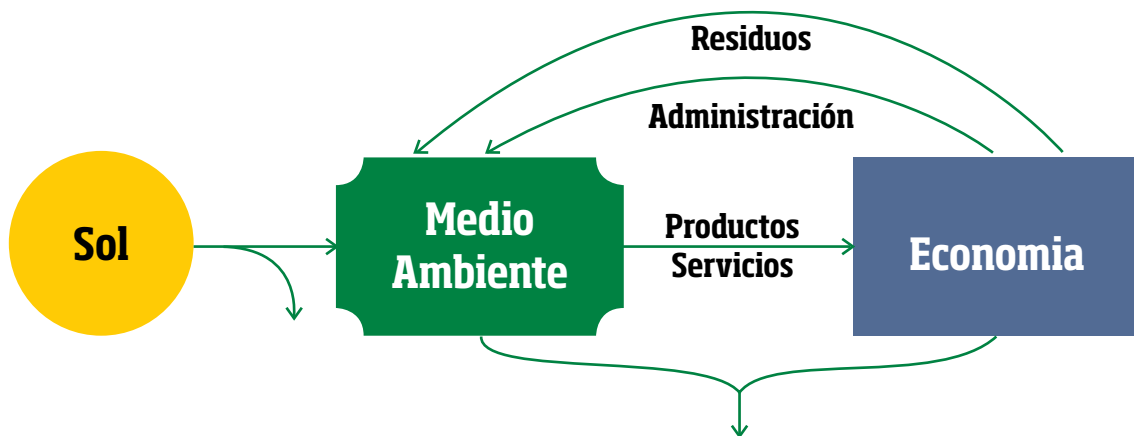 Residuos
Administración
Sol
Medio
Ambiente
Productos
Servicios
Economia